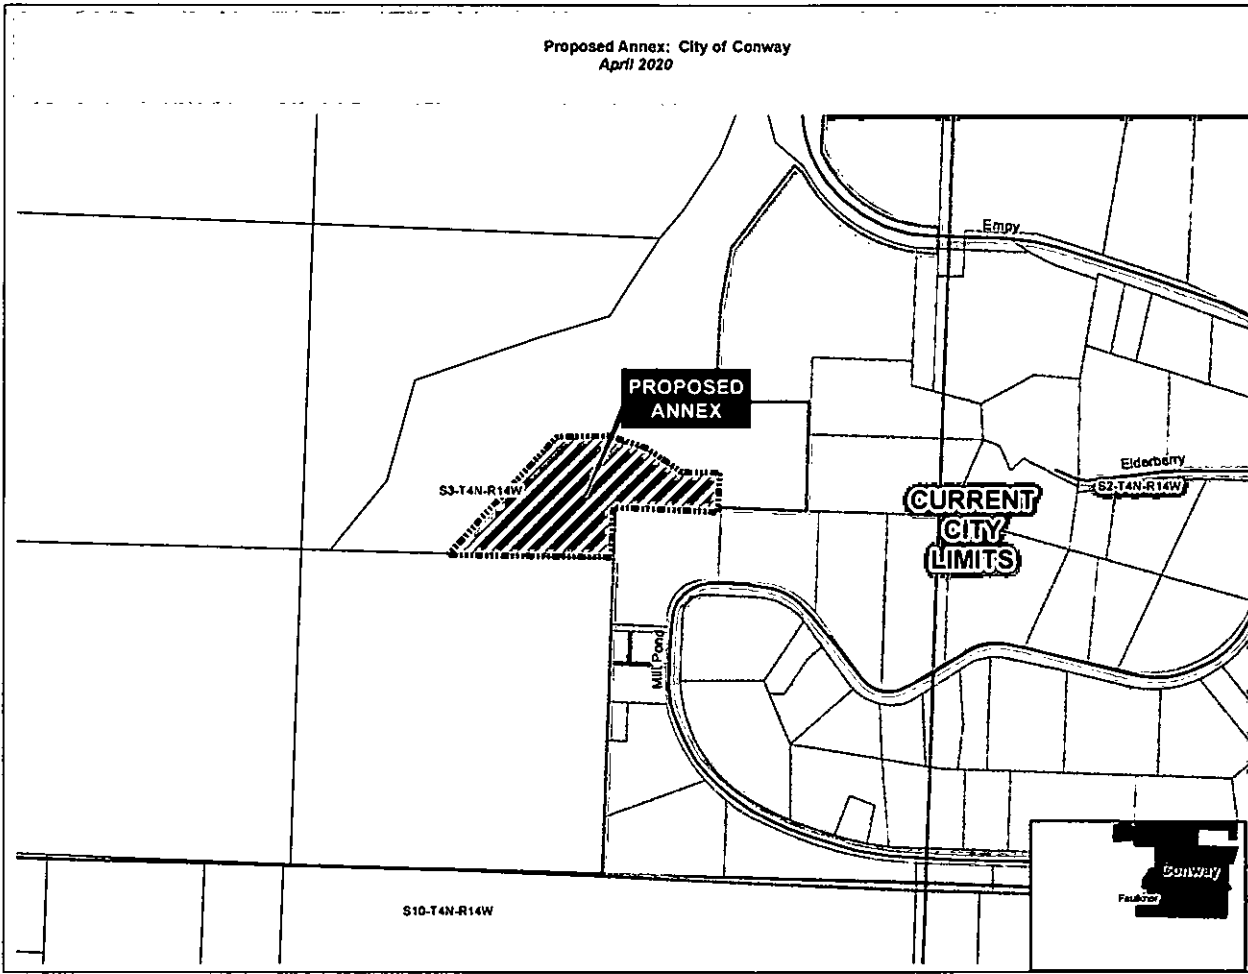 Proposed Annex: City of Conway
April 2020
Empy
PROPOSED
ANNEX
Elderberry
S3-T4N-R14W
S2-T4N-R14W
CURRENT
CITY
LIMITS
Mill Pond
Conway
Faulkner
S10-T4N-R14W